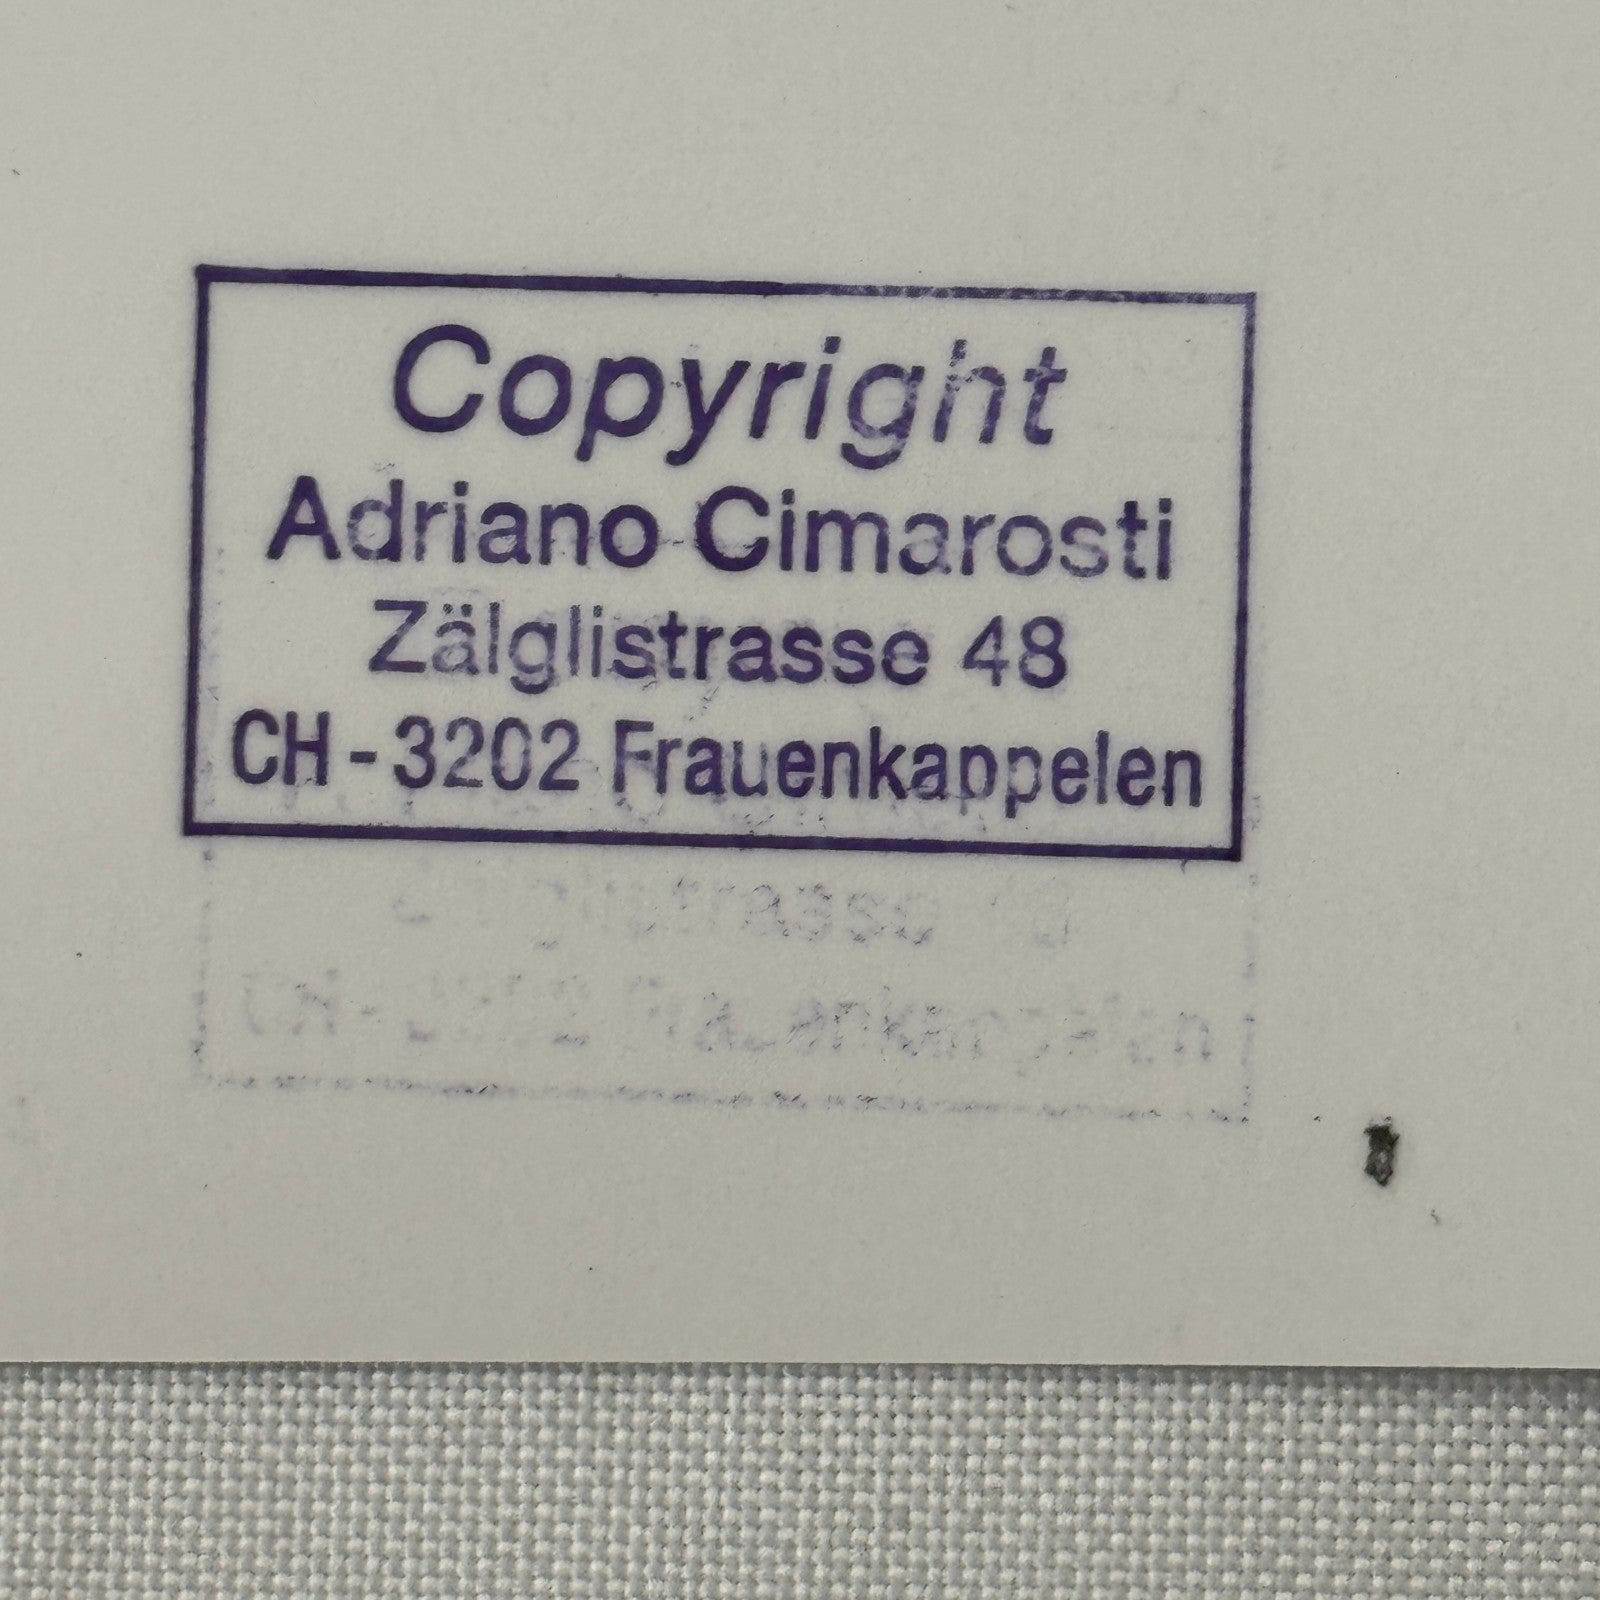 Copyright
Adriano Cimarosti
Zälglistrasse 48
CH - 3202 Frauenkappelen